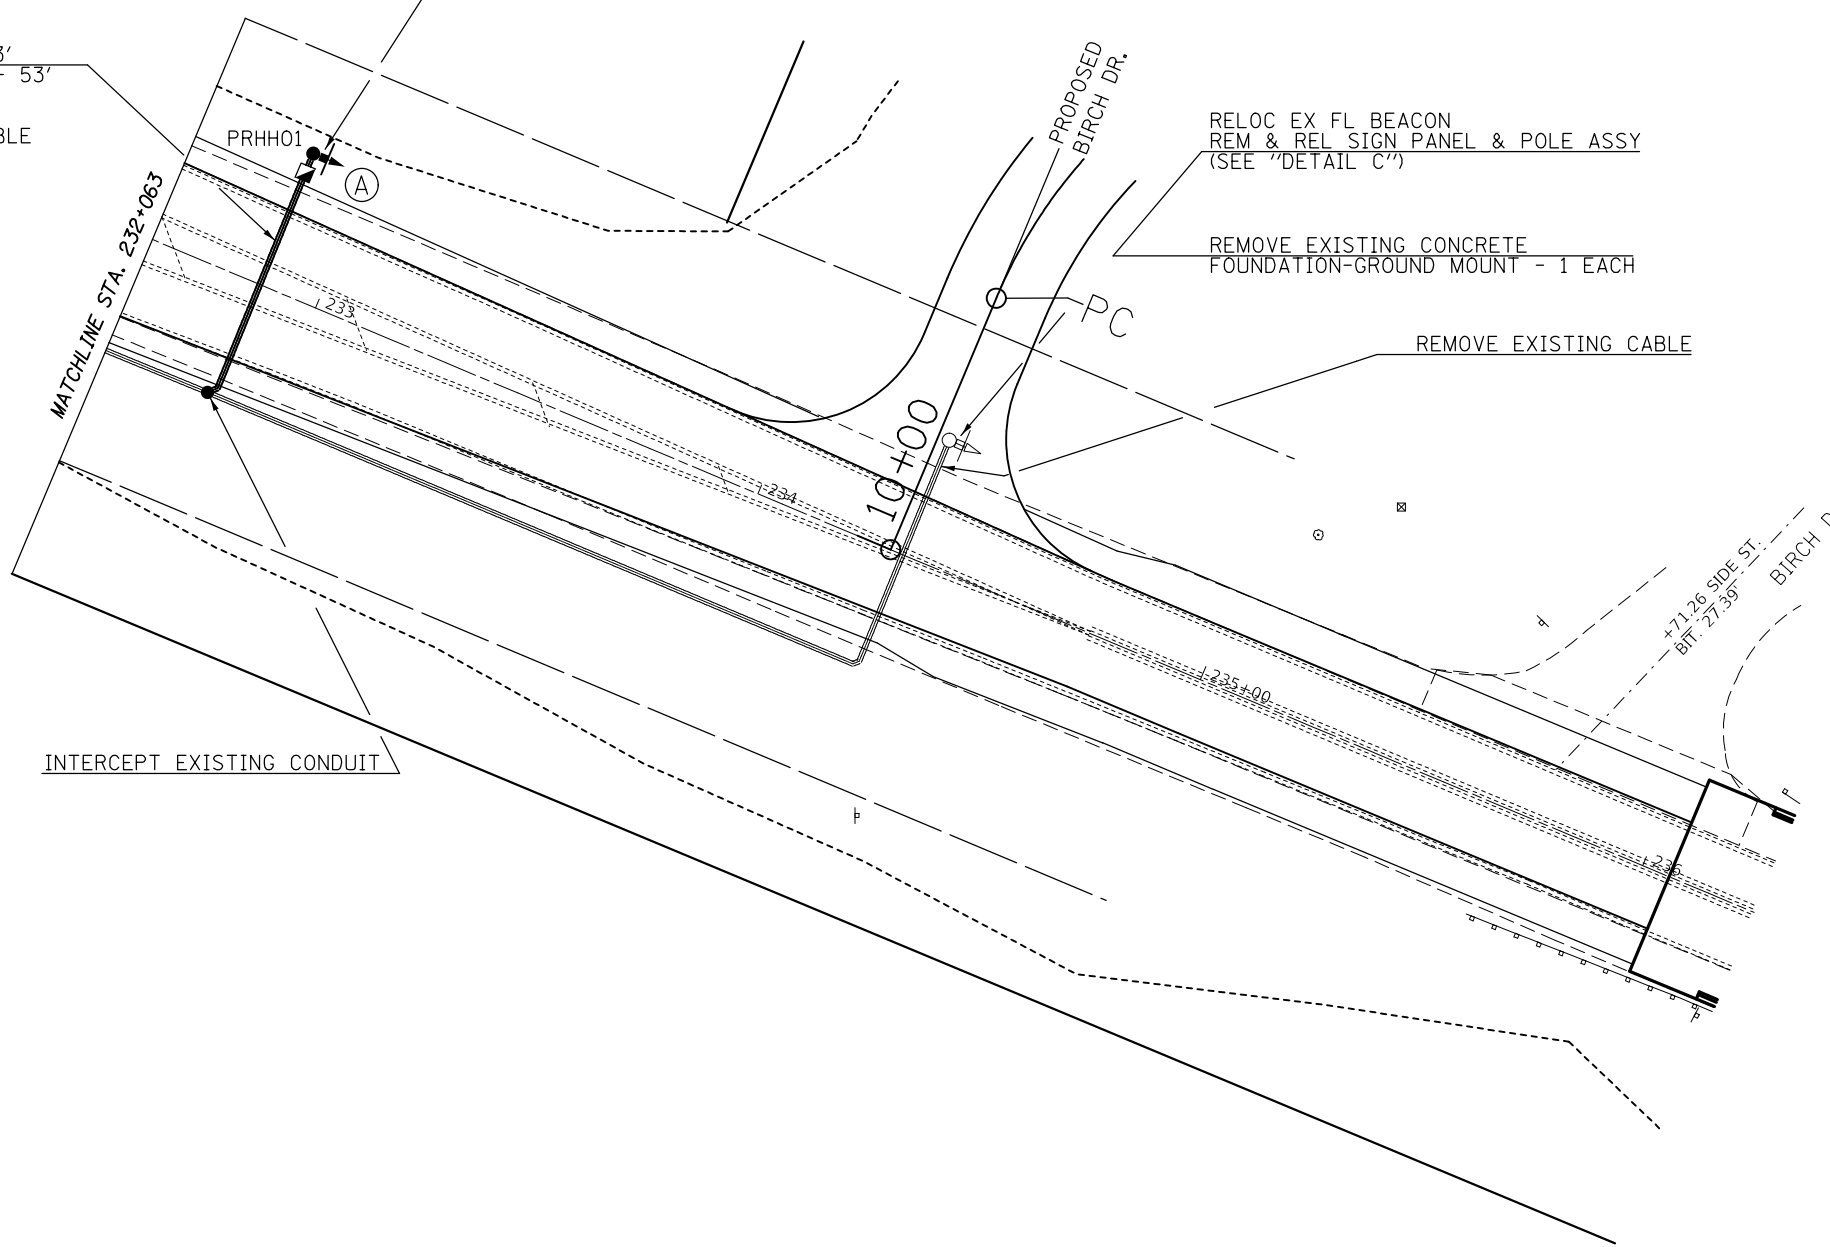 3'
- 53'
BLE
PRHH01
A
MATCHLINE STA. 232+063
233
PROPOSED
BIRCH DR.
RELOC EX FL BEACON
REM & REL SIGN PANEL & POLE ASSY
(SEE "DETAIL C")
REMOVE EXISTING CONCRETE
FOUNDATION-GROUND MOUNT - 1 EACH
PC
REMOVE EXISTING CABLE
10+00
234
235+00
+71.26 SIDE ST.
BIT. 27.39'
BIRCH D
INTERCEPT EXISTING CONDUIT
236